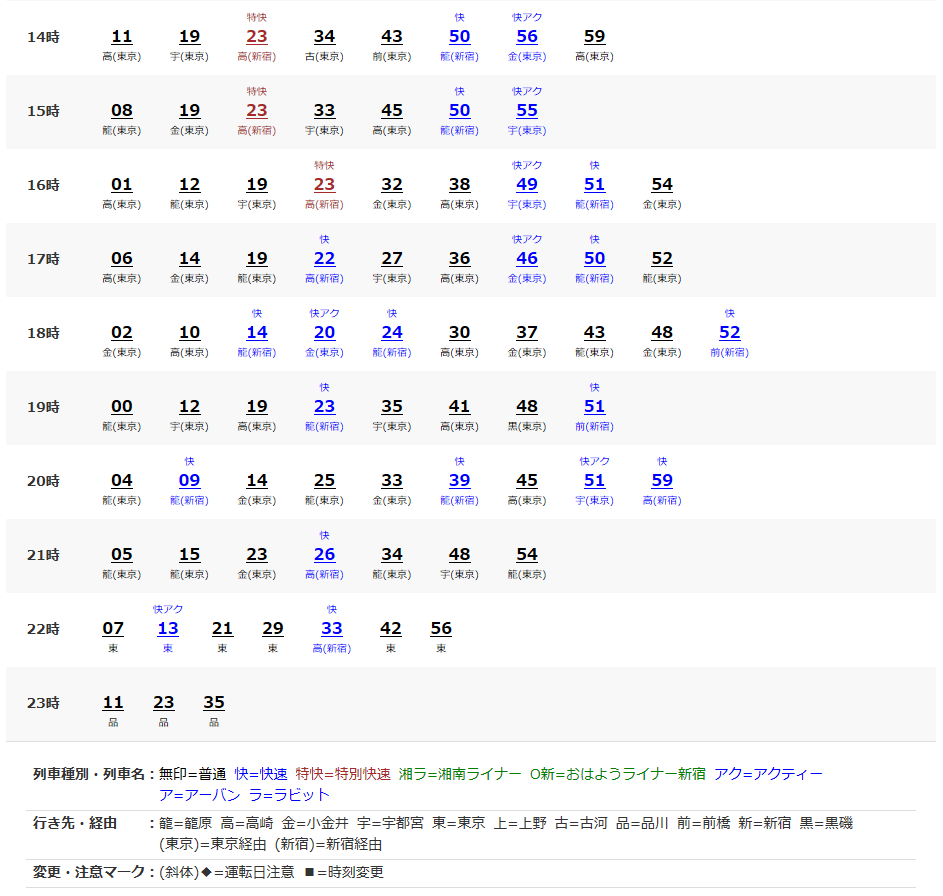 特快 快 快アク
14時 11 19 23 34 43 50 56 59
高(東京) 宇(東京) 高(新宿) 古(東京) 前(東京) 龍(新宿) 金(東京) 高(東京)
特快 快 快アク
15時 08 19 23 33 45 50 55
龍(東京) 金(東京) 高(新宿) 宇(東京) 高(東京) 龍(新宿) 宇(東京)
特快 快アク 快
16時 01 12 19 23 32 38 49 51 54
高(東京) 龍(東京) 宇(東京) 高(新宿) 金(東京) 高(東京) 宇(東京) 龍(新宿) 金(東京)
快 快アク 快
17時 06 14 19 22 27 36 46 50 52
高(東京) 金(東京) 龍(東京) 高(新宿) 宇(東京) 高(東京) 金(東京) 龍(新宿) 龍(東京)
快 快アク 快 快
18時 02 10 14 20 24 30 37 43 48 52
金(東京) 高(東京) 龍(新宿) 金(東京) 龍(新宿) 高(東京) 金(東京) 龍(東京) 金(東京) 前(新宿)
快 快
19時 00 12 19 23 35 41 48 51
龍(東京) 宇(東京) 高(東京) 龍(新宿) 宇(東京) 高(東京) 黒(東京) 前(新宿)
快 快 快アク 快
20時 04 09 14 25 33 39 45 51 59
龍(東京) 龍(新宿) 金(東京) 龍(東京) 金(東京) 龍(新宿) 高(東京) 宇(東京) 高(新宿)
快
21時 05 15 23 26 34 48 54
龍(東京) 龍(東京) 金(東京) 高(新宿) 龍(東京) 宇(東京) 龍(東京)
快アク 快
22時 07 13 21 29 33 42 56
東 東 東 東 高(新宿) 東 東
23時 11 23 35
品 品 品
列車種別・列車名：無印=普通 快=快速 特快=特別快速 湘ラ=湘南ライナー O新=おはようライナー新宿 アク=アクティー
ア=アーバン ラ=ラビット
行き先・経由 ：籠=籠原 高=高崎 金=小金井 宇=宇都宮 東=東京 上=上野 古=古河 品=品川 前=前橋 新=新宿 黒=黒磯
(東京)=東京経由 (新宿)=新宿経由
変更・注意マーク：(斜体)◆=運転日注意 ■=時刻変更